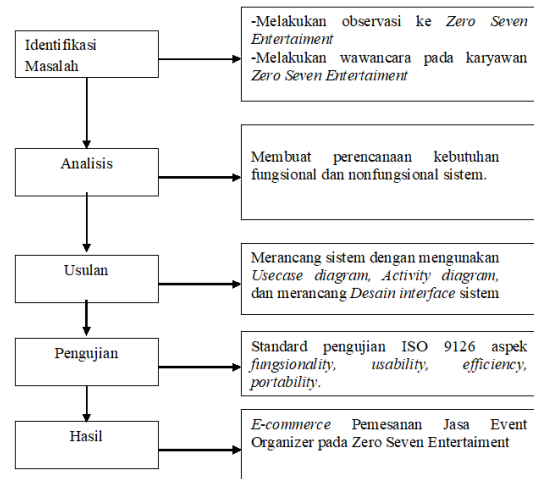 Identifikasi
Masalah
-Melakukan observasi ke Zero Seven
Entertaiment
-Melakukan wawancara pada karyawan
Zero Seven Entertaiment
Analisis
Membuat perencanaan kebutuhan
fungsional dan nonfungsional sistem.
Usulan
Merancang sistem dengan mengunakan
Usecase diagram, Activity diagram,
dan merancang Desain interface sistem
Pengujian
Standard pengujian ISO 9126 aspek
fungsionality, usability, efficiency,
portability.
Hasil
E-commerce Pemesanan Jasa Event
Organizer pada Zero Seven Entertaiment